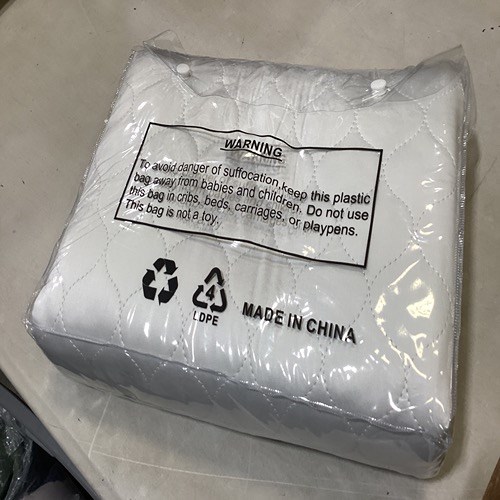 WARNING
To avoid danger of suffocation, keep this plastic
bag away from babies and children. Do not use
this bag in cribs, beds, carriages, or playpens.
This bag is not a toy.
4
LDPE
MADE IN CHINA